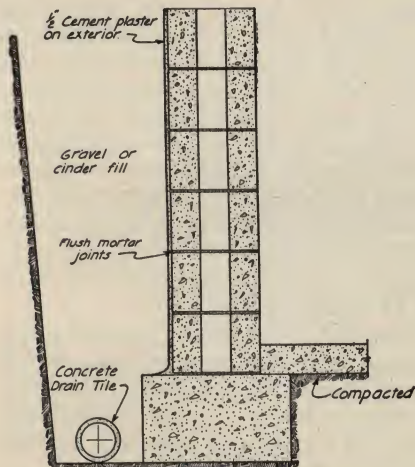 ½" Cement plaster
on exterior
Gravel or
cinder fill
Flush mortar
joints
Concrete
Drain Tile
Compacted